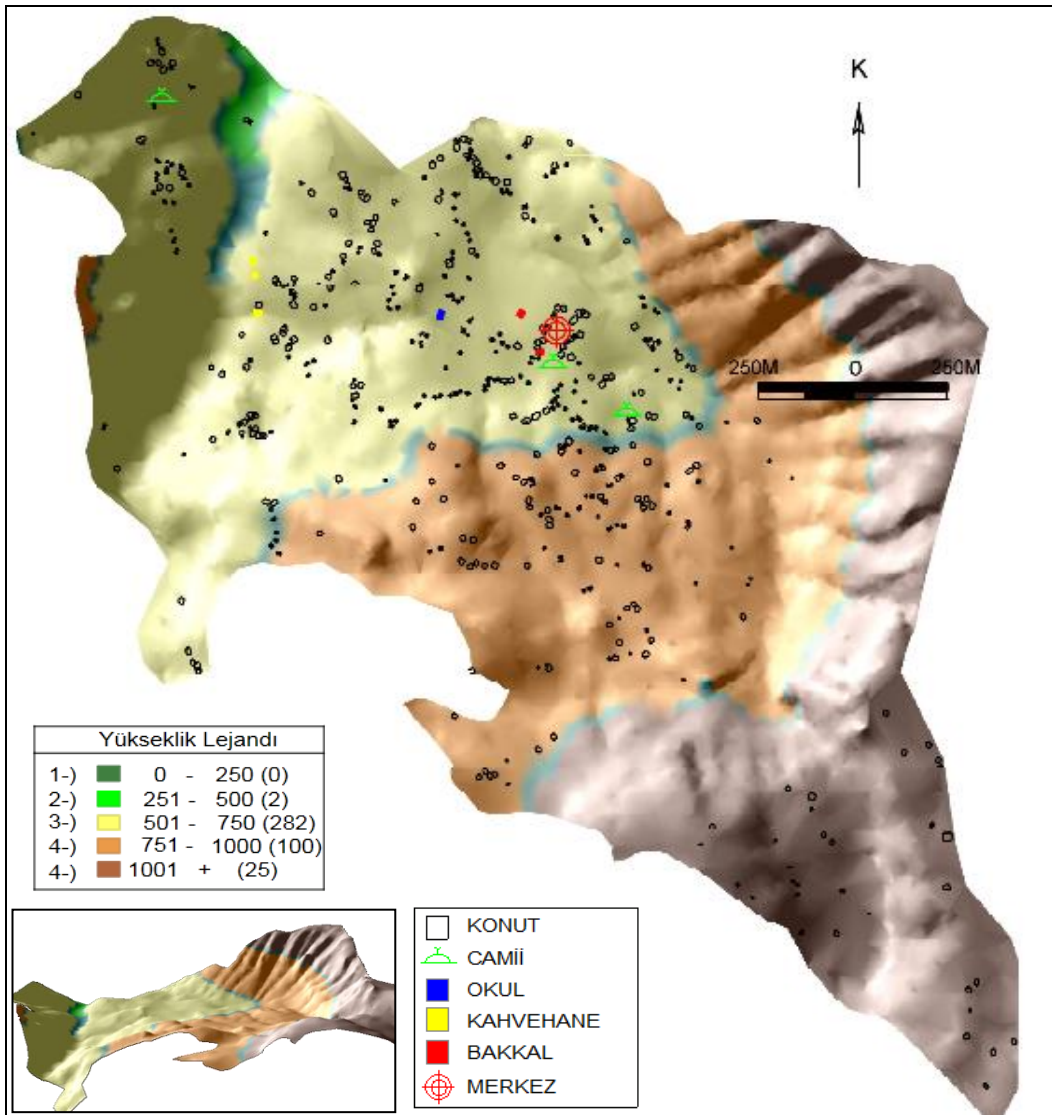 K
250M 0 250M
Yükseklik Lejandı
1-) 0 - 250 (0)
2-) 251 - 500 (2)
3-) 501 - 750 (282)
4-) 751 - 1000 (100)
4-) 1001 + (25)
KONUT
CAMİİ
OKUL
KAHVEHANE
BAKKAL
MERKEZ